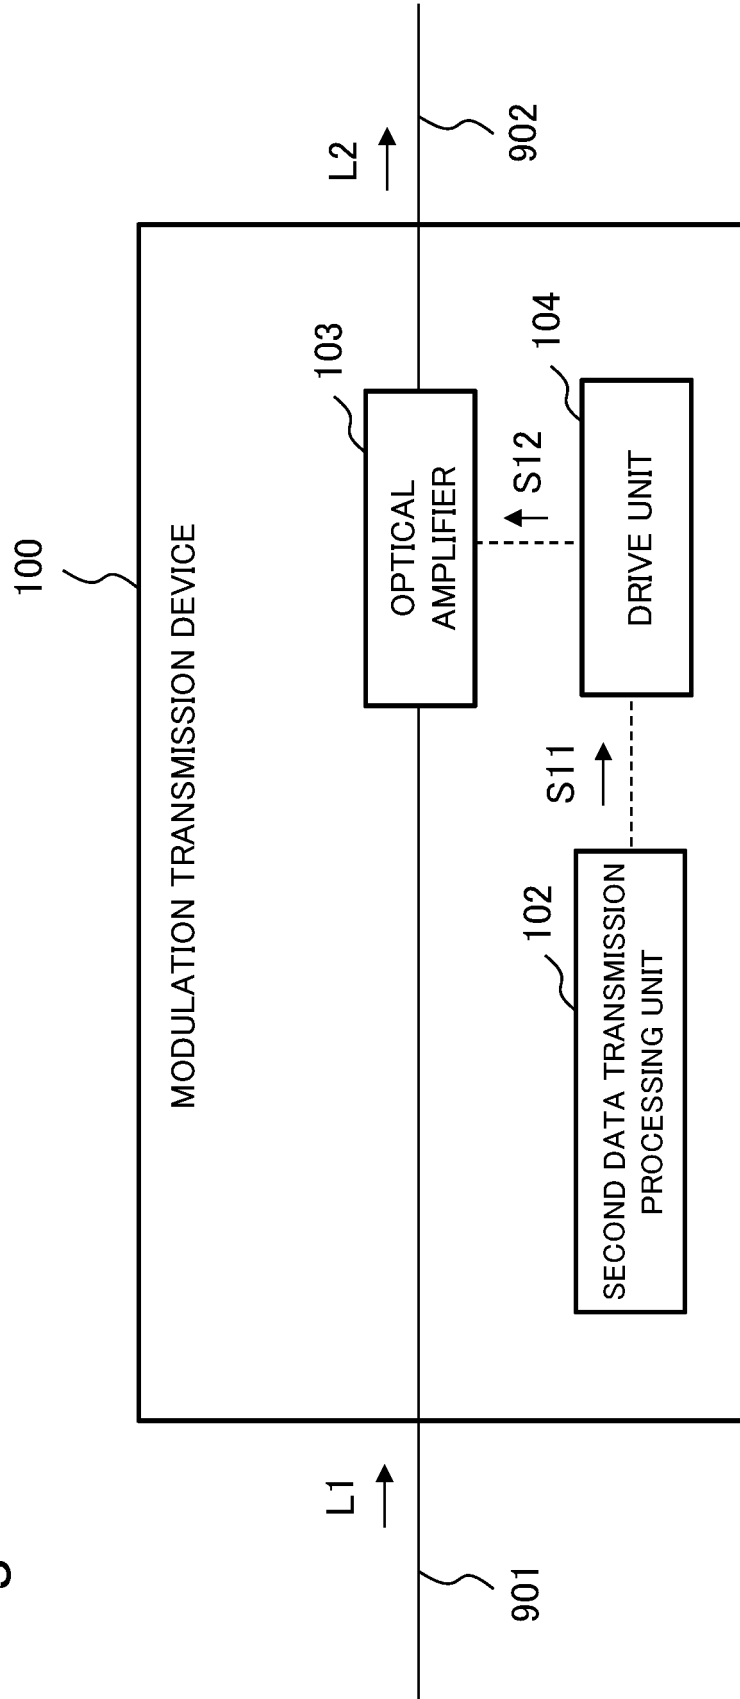 100
MODULATION TRANSMISSION DEVICE
103
L1
L2
OPTICAL
AMPLIFIER
901
902
S12
104
102
S11
SECOND DATA TRANSMISSION
PROCESSING UNIT
DRIVE UNIT